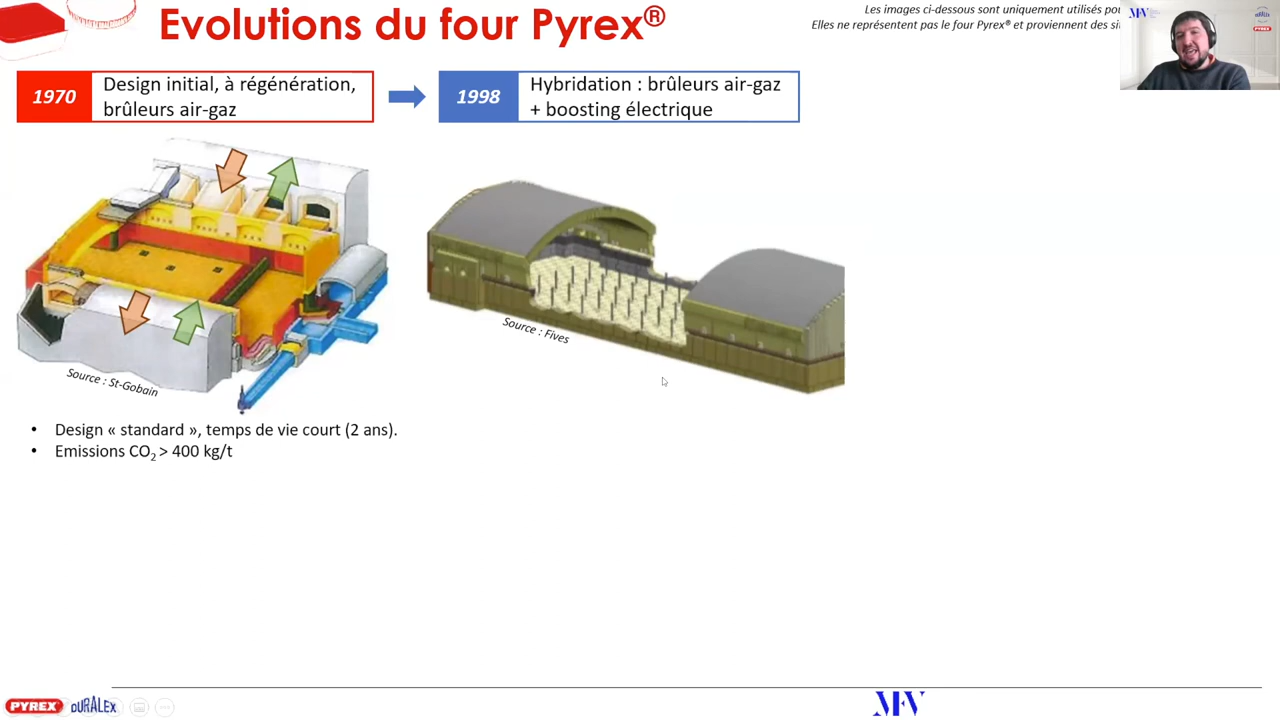 Evolutions du four Pyrex®
Les images ci-dessous sont uniquement utilisés
Elles ne représentent pas le four Pyrex® et proviennent des
MFV
1970
Design initial, à régénération,
brûleurs air-gaz
1998
Hybridation : brûleurs air-gaz
+ boosting électrique
Source : St-Gobain
Source : Fives
• Design « standard », temps de vie court (2 ans).
• Emissions CO2 > 400 kg/t
PYREX
DURALEX
MFV